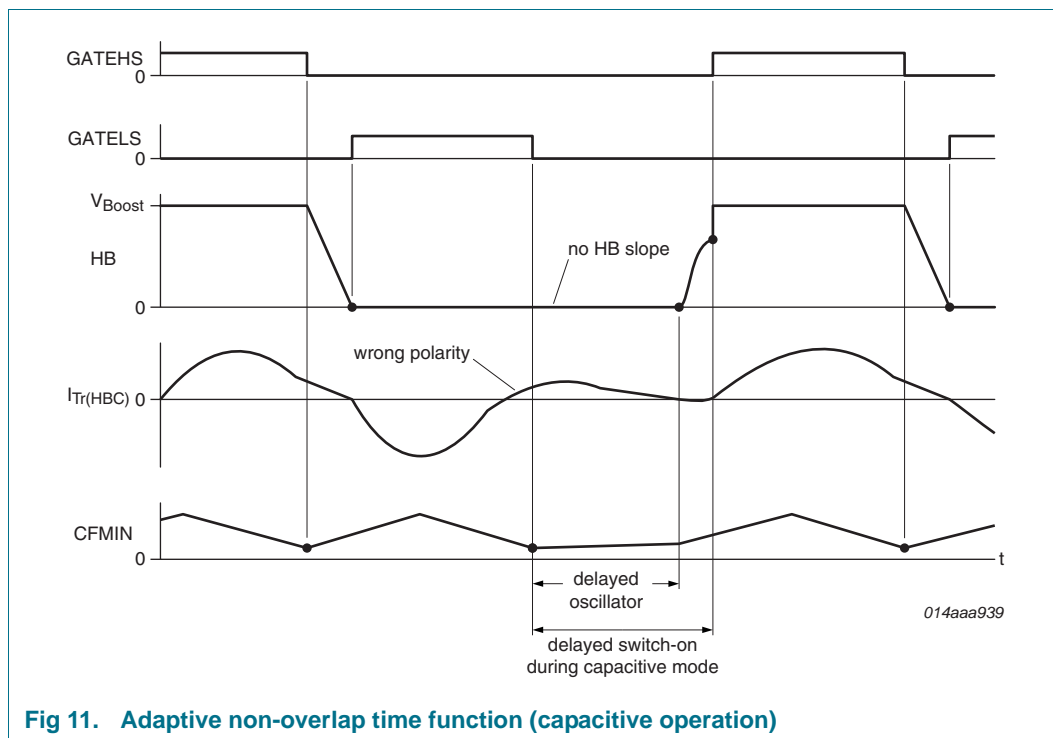 GATEHS
0
GATELS
0
VBoost
HB
no HB slope
0
wrong polarity
ITr(HBC) 0
CFMIN
0
t
delayed
oscillator
014aaa939
delayed switch-on
during capacitive mode
Fig 11. Adaptive non-overlap time function (capacitive operation)